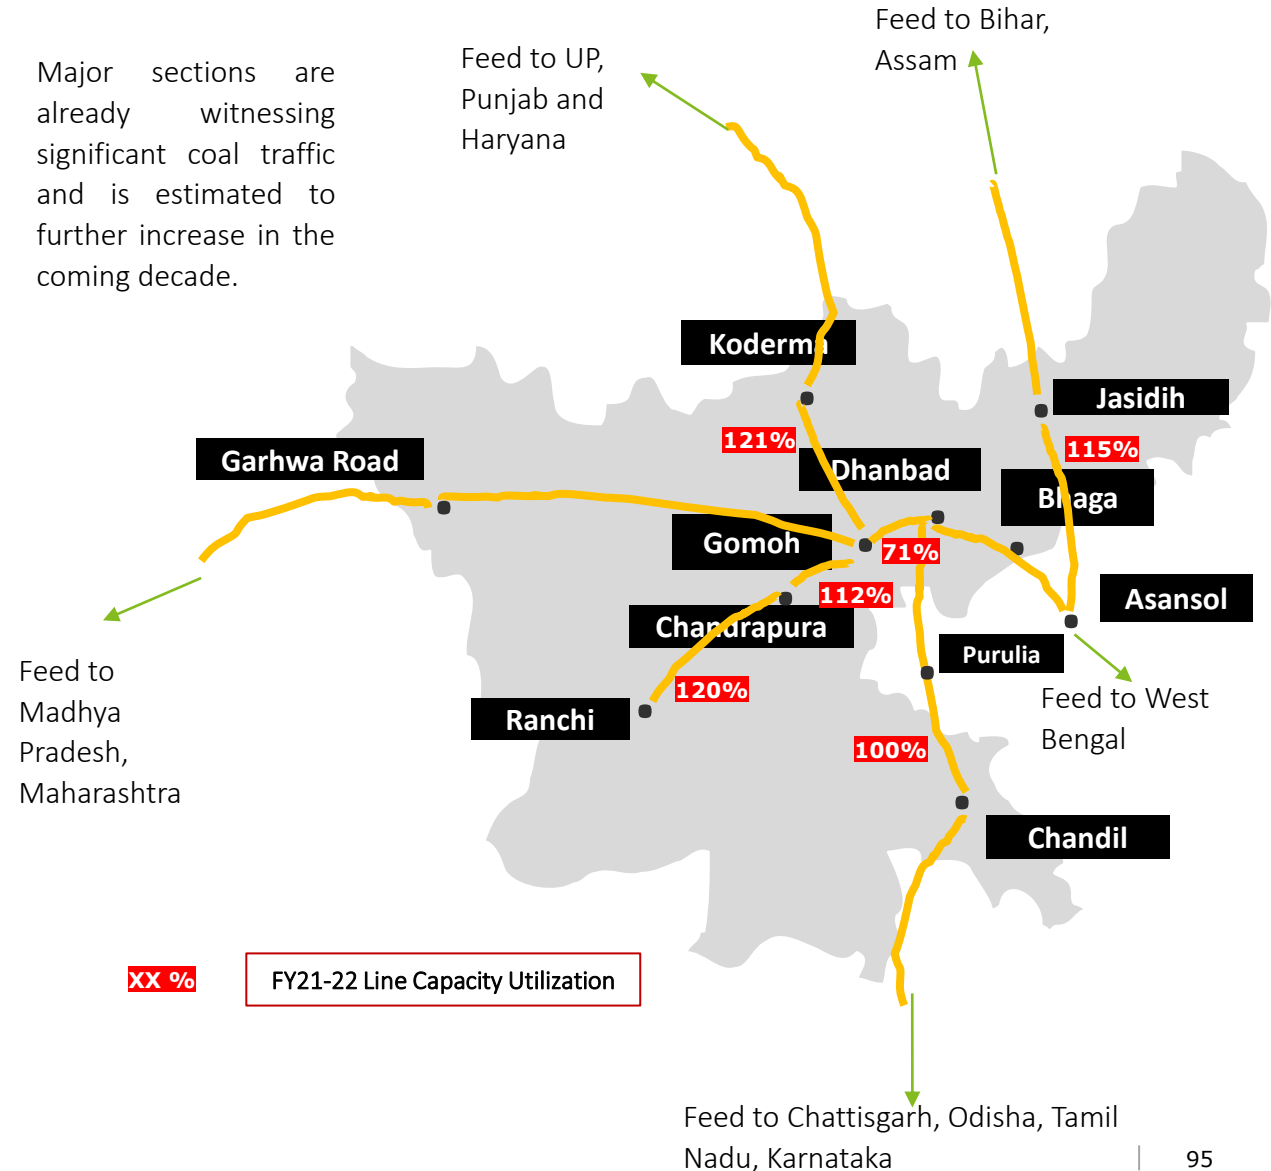 Feed to Bihar,
Assam
Feed to UP,
Punjab and
Haryana
Major sections are
already witnessing
significant coal traffic
and is estimated to
further increase in the
coming decade.
Koderma
Jasidih
121%
115%
Garhwa Road
Dhanbad
Bhaga
Gomoh
71%
112%
Asansol
Chandrapura
Purulia
Feed to
Madhya
Pradesh,
Maharashtra
120%
Feed to West
Bengal
Ranchi
100%
Chandil
XX %
FY21-22 Line Capacity Utilization
Feed to Chattisgarh, Odisha, Tamil
Nadu, Karnataka
95